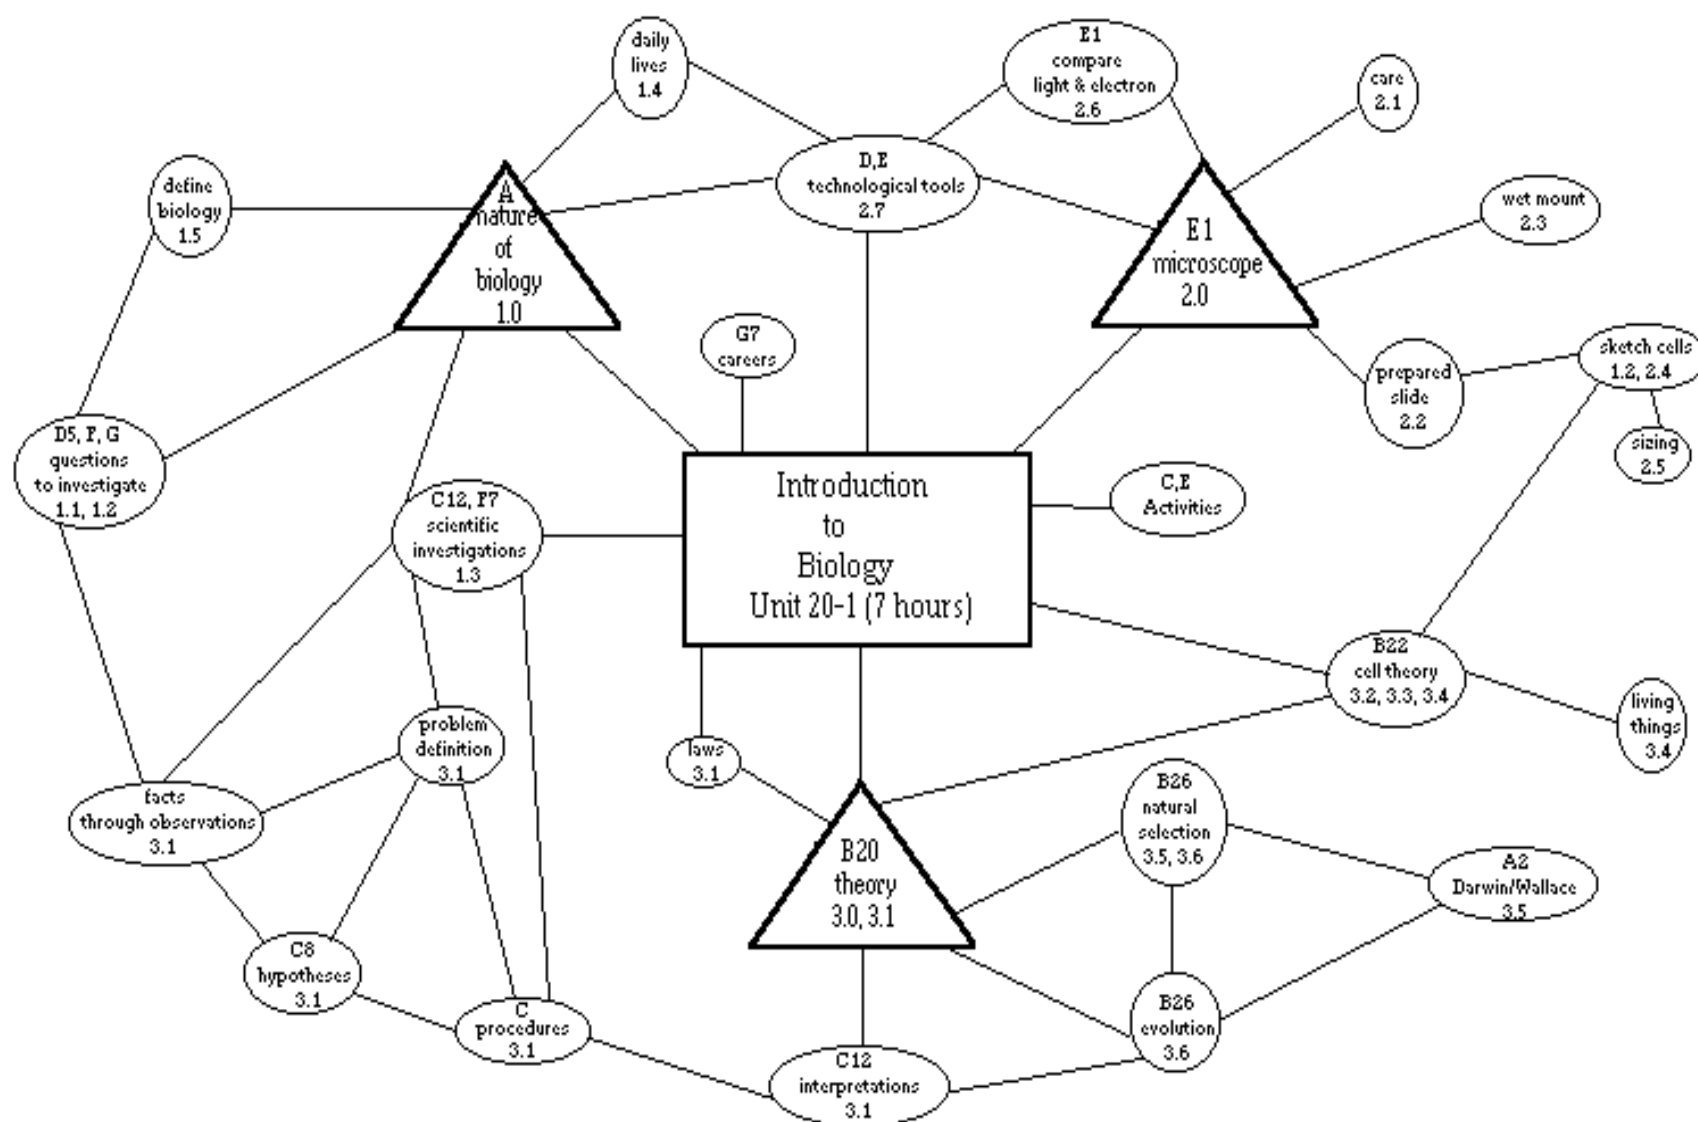 daily
lives
1.4
E1
compare
light & electron
2.6
care
2.1
define
biology
1.5
A
nature
of
biology
1.0
D,E
technological tools
2.7
E1
microscope
2.0
wet mount
2.3
G7
careers
prepared
slide
2.2
sketch cells
1.2, 2.4
sizing
2.5
D5, F, G
questions
to investigate
1.1, 1.2
C12, F7
scientific
investigations
1.3
Introduction
to
Biology
Unit 20-1 (7 hours)
C,E
Activities
B22
cell theory
3.2, 3.3, 3.4
living
things
3.4
problem
definition
3.1
laws
3.1
facts
through observations
3.1
B20
theory
3.0, 3.1
B26
natural
selection
3.5, 3.6
A2
Darwin/Wallace
3.5
C8
hypotheses
3.1
C
procedures
3.1
C12
interpretations
3.1
B26
evolution
3.6